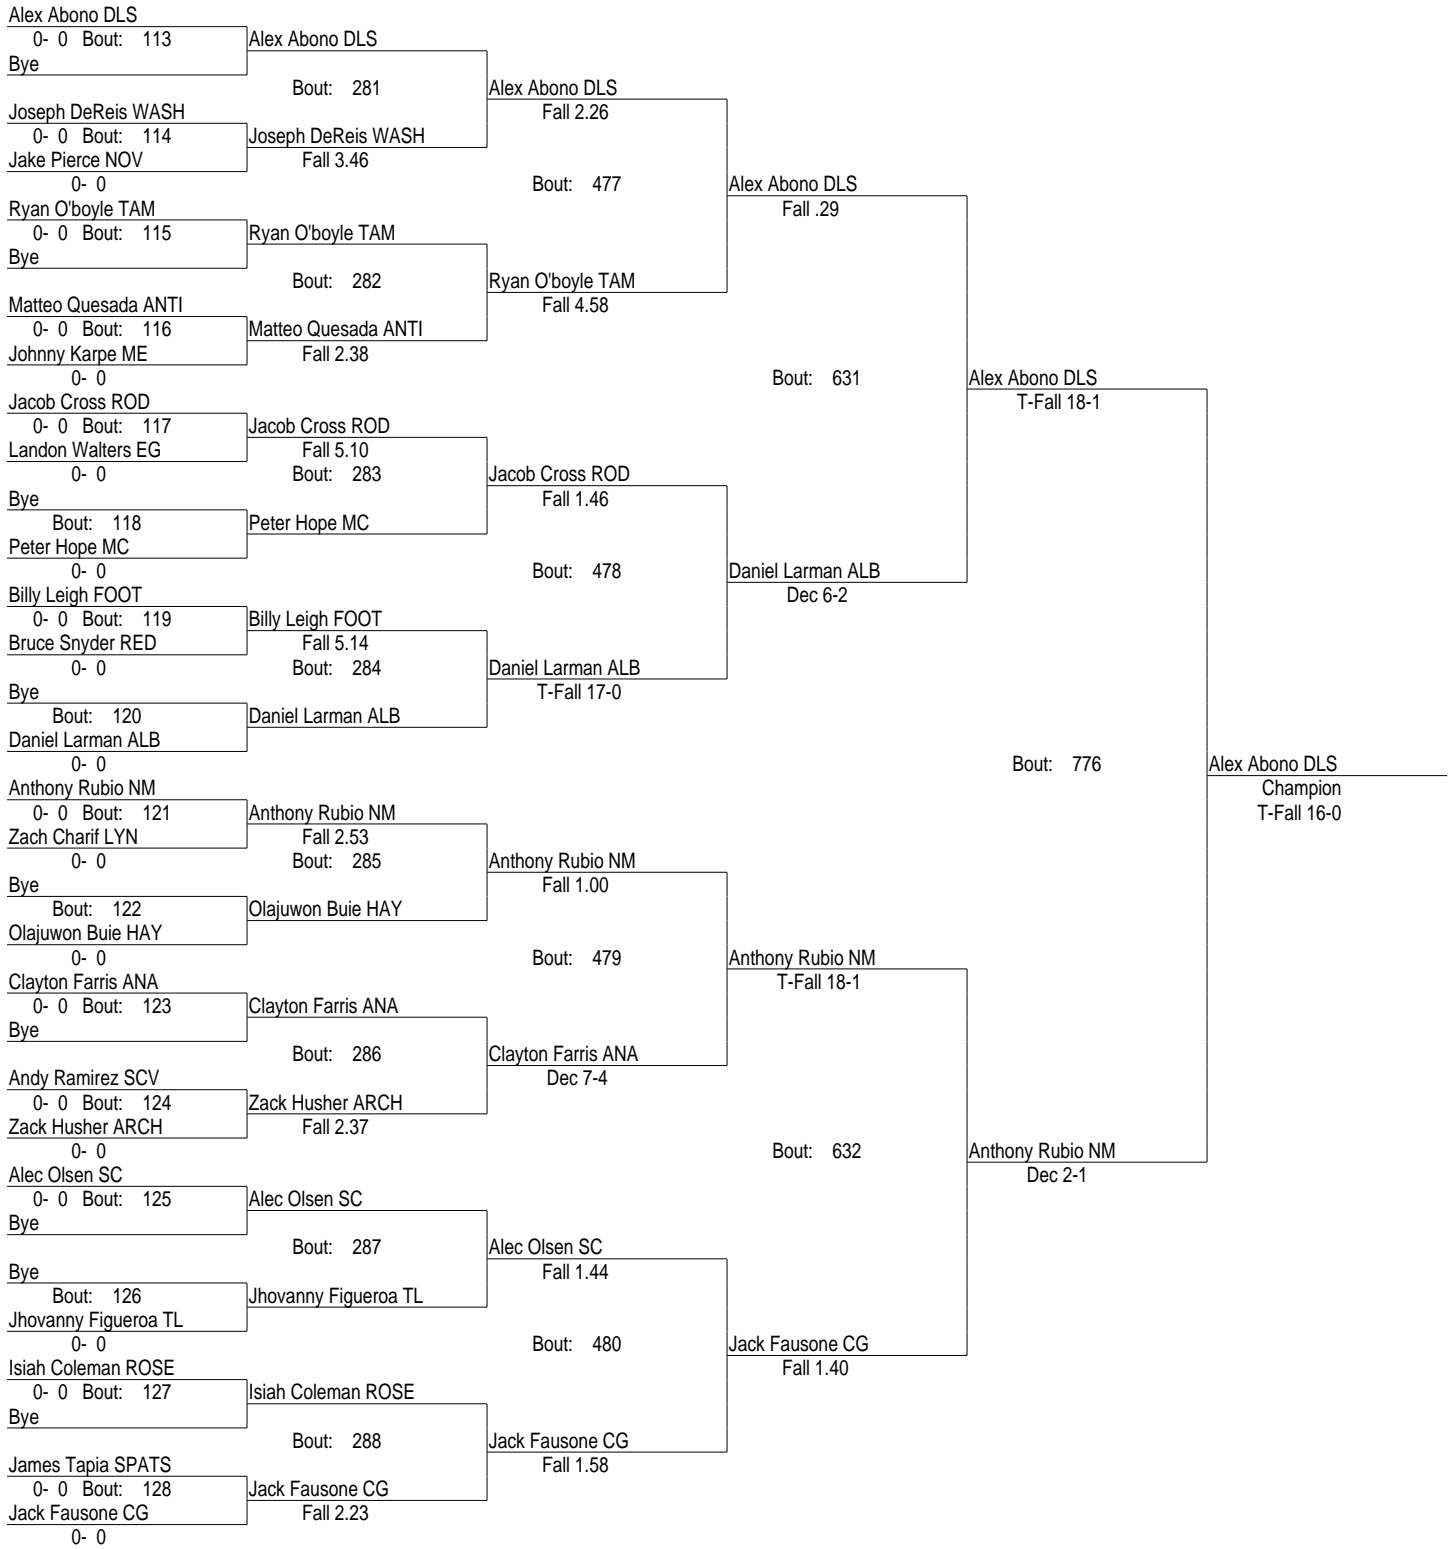 Alex Abono DLS
0- 0 Bout: 113
Alex Abono DLS
Bye
Bout: 281
Alex Abono DLS
Joseph DeReis WASH
Fall 2.26
0- 0 Bout: 114
Joseph DeReis WASH
Jake Pierce NOV
Fall 3.46
0- 0
Bout: 477
Alex Abono DLS
Ryan O'boyle TAM
Fall .29
0- 0 Bout: 115
Ryan O'boyle TAM
Bye
Bout: 282
Ryan O'boyle TAM
Matteo Quesada ANTI
Fall 4.58
0- 0 Bout: 116
Matteo Quesada ANTI
Johnny Karpe ME
Fall 2.38
0- 0
Bout: 631
Alex Abono DLS
Jacob Cross ROD
T-Fall 18-1
0- 0 Bout: 117
Jacob Cross ROD
Landon Walters EG
Fall 5.10
0- 0
Bout: 283
Jacob Cross ROD
Bye
Fall 1.46
Bout: 118
Peter Hope MC
Peter Hope MC
0- 0
Bout: 478
Daniel Larman ALB
Billy Leigh FOOT
Dec 6-2
0- 0 Bout: 119
Billy Leigh FOOT
Bruce Snyder RED
Fall 5.14
0- 0
Bout: 284
Daniel Larman ALB
Bye
T-Fall 17-0
Bout: 120
Daniel Larman ALB
Daniel Larman ALB
0- 0
Bout: 776
Alex Abono DLS
Anthony Rubio NM
Champion
0- 0 Bout: 121
Anthony Rubio NM
T-Fall 16-0
Zach Charif LYN
Fall 2.53
0- 0
Bout: 285
Anthony Rubio NM
Bye
Fall 1.00
Bout: 122
Olajuwon Buie HAY
Olajuwon Buie HAY
0- 0
Bout: 479
Anthony Rubio NM
Clayton Farris ANA
T-Fall 18-1
0- 0 Bout: 123
Clayton Farris ANA
Bye
Bout: 286
Clayton Farris ANA
Andy Ramirez SCV
Dec 7-4
0- 0 Bout: 124
Zack Husher ARCH
Zack Husher ARCH
Fall 2.37
0- 0
Bout: 632
Anthony Rubio NM
Alec Olsen SC
Dec 2-1
0- 0 Bout: 125
Alec Olsen SC
Bye
Bout: 287
Alec Olsen SC
Bye
Fall 1.44
Bout: 126
Jhovanny Figueroa TL
Jhovanny Figueroa TL
0- 0
Bout: 480
Jack Fausone CG
Isiah Coleman ROSE
Fall 1.40
0- 0 Bout: 127
Isiah Coleman ROSE
Bye
Bout: 288
Jack Fausone CG
James Tapia SPATS
Fall 1.58
0- 0 Bout: 128
Jack Fausone CG
Jack Fausone CG
Fall 2.23
0- 0